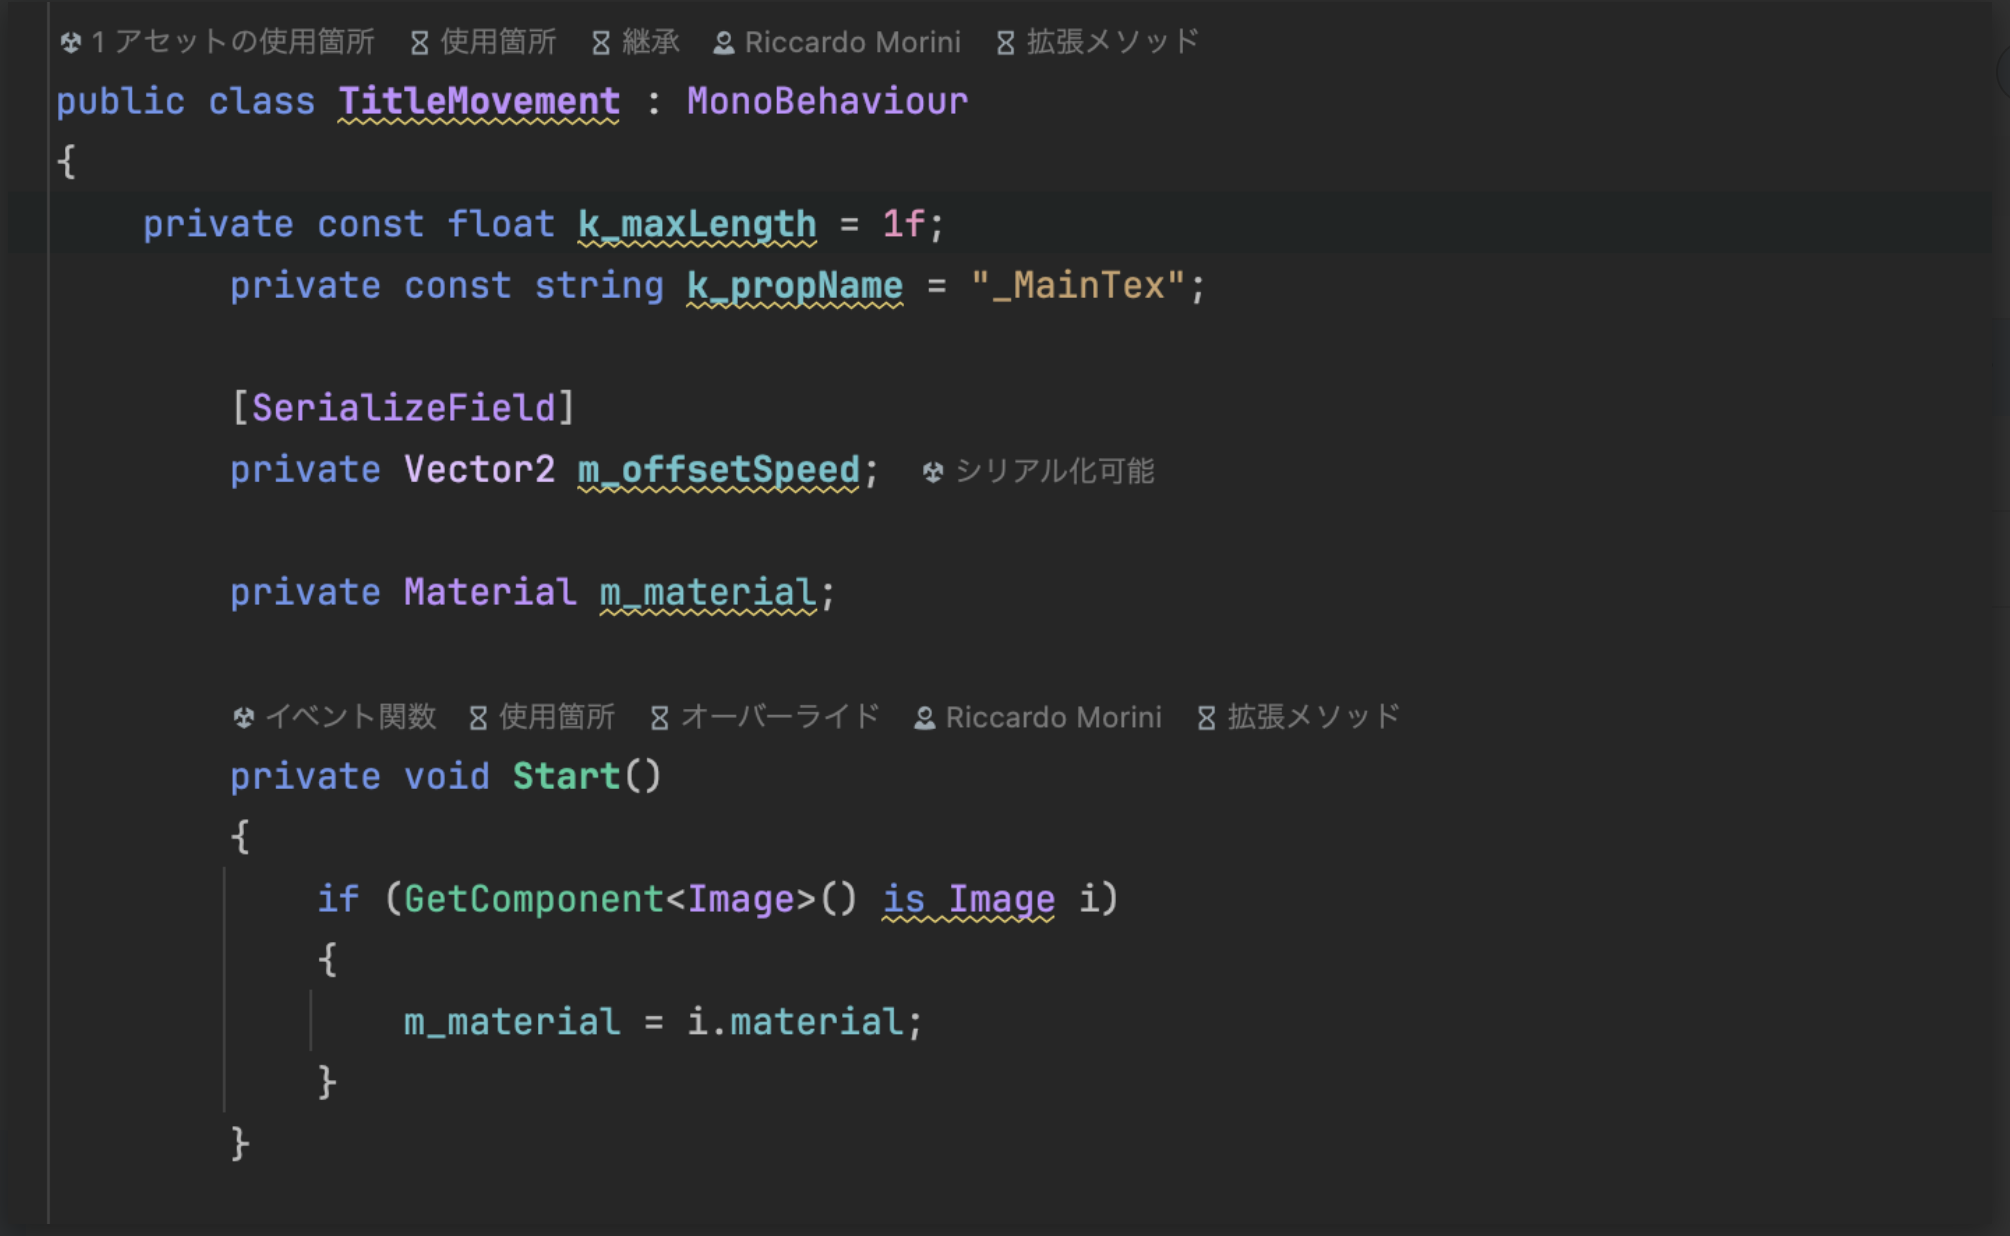 1 アセットの使用箇所 使用箇所 継承 Riccardo Morini 拡張メソッド
public class TitleMovement : MonoBehaviour
{
private const float k_maxLength = 1f;
private const string k_propName = "_MainTex";
[SerializeField]
private Vector2 m_offsetSpeed; シリアル化可能
private Material m_material;
イベント関数 使用箇所 オーバーライド Riccardo Morini 拡張メソッド
private void Start()
{
if (GetComponent<Image>() is Image i)
{
m_material = i.material;
}
}